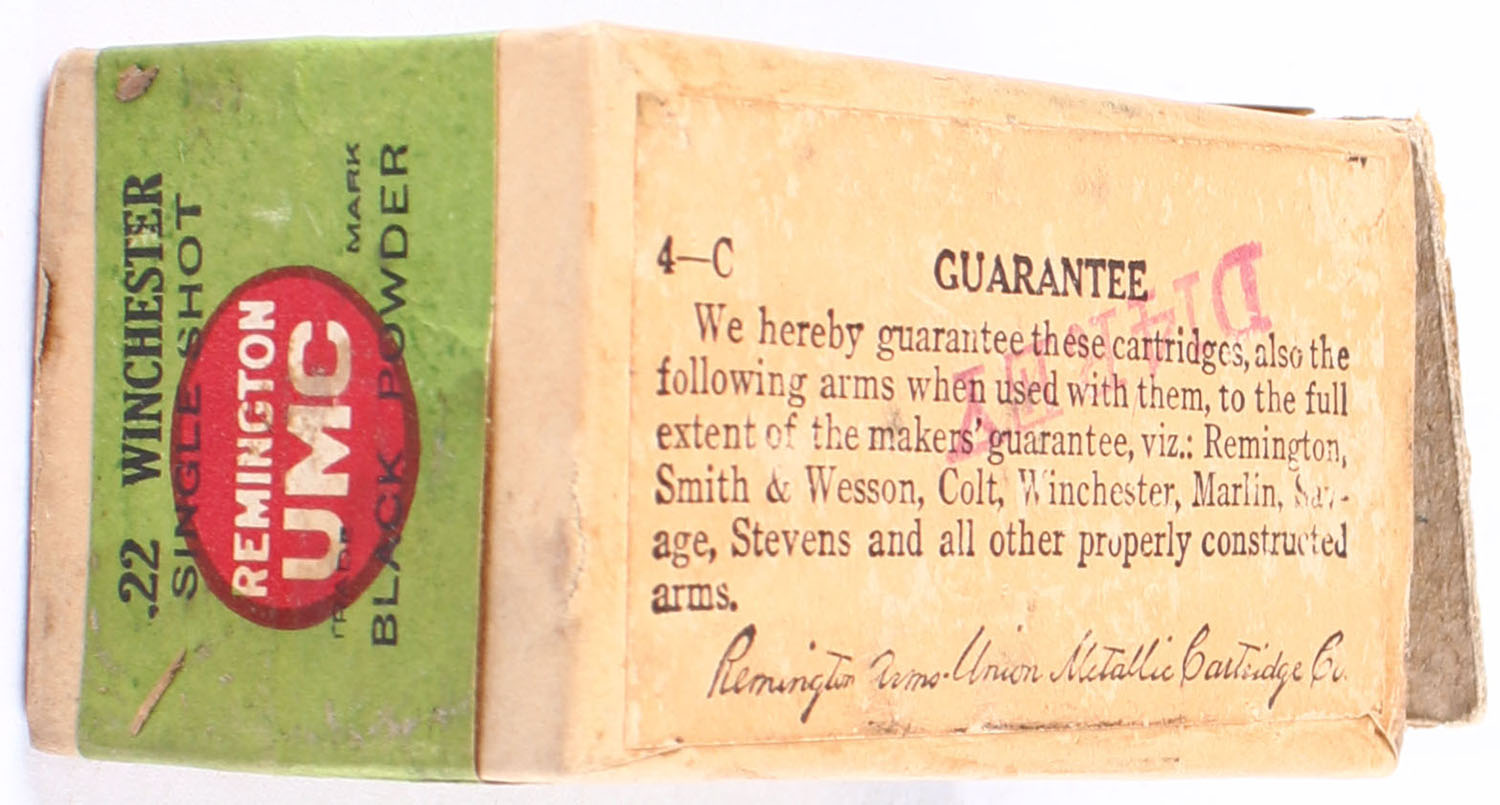 .22 WINCHESTER
SINGLE SHOT
REMINGTON
UMC
TRADE MARK
BLACK POWDER
4—C
GUARANTEE
We hereby guarantee these cartridges, also the
following arms when used with them, to the full
extent of the makers' guarantee, viz.: Remington,
Smith & Wesson, Colt, Winchester, Marlin, Sav-
age, Stevens and all other properly constructed
arms.
Remington Arms-Union Metallic Cartridge Co.